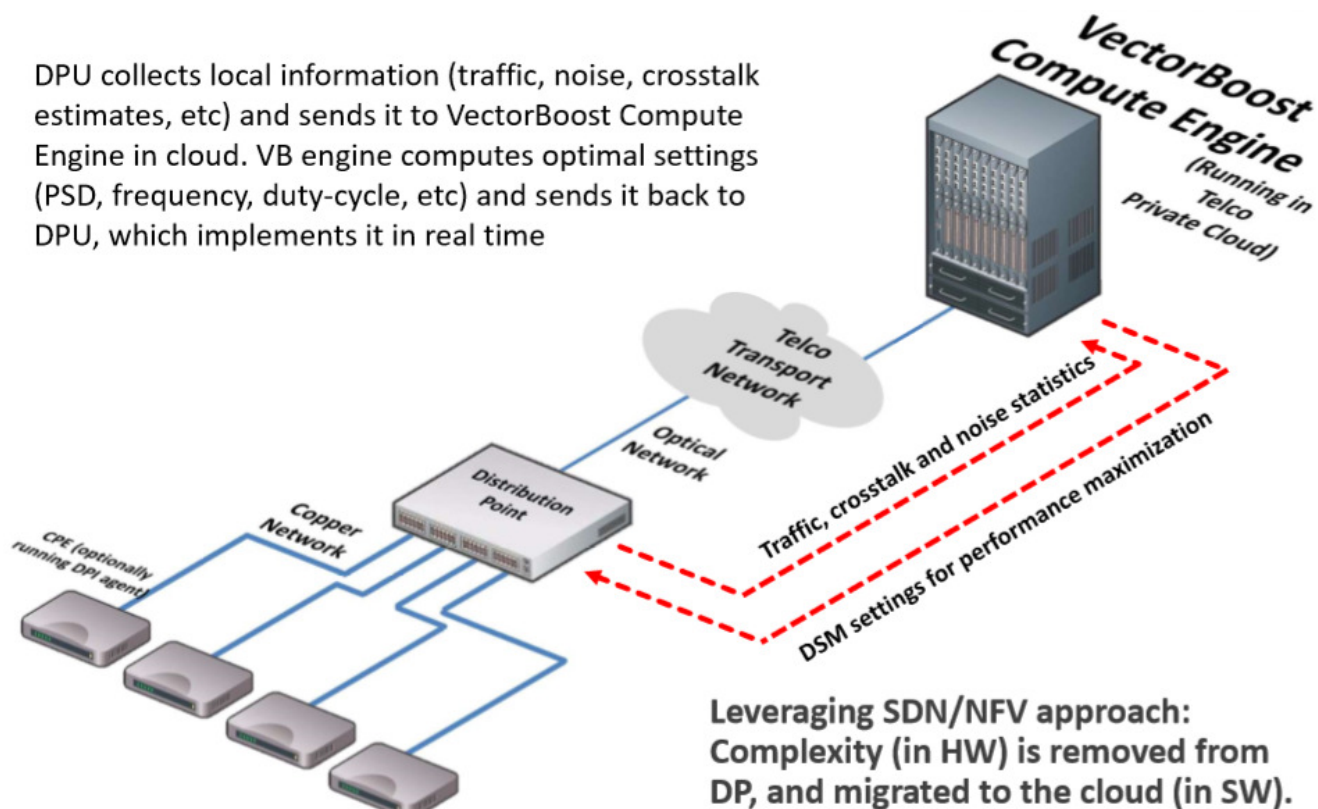 DPU collects local information (traffic, noise, crosstalk
estimates, etc) and sends it to VectorBoost Compute
Engine in cloud. VB engine computes optimal settings
(PSD, frequency, duty-cycle, etc) and sends it back to
DPU, which implements it in real time
VectorBoost
Compute Engine
(Running in
Telco
Private Cloud)
Telco
Transport
Network
Optical
Network
Distribution
Point
Copper
Network
CPE (optionally
running DPI agent)
Traffic, crosstalk and noise statistics
DSM settings for performance maximization
Leveraging SDN/NFV approach:
Complexity (in HW) is removed from
DP, and migrated to the cloud (in SW).